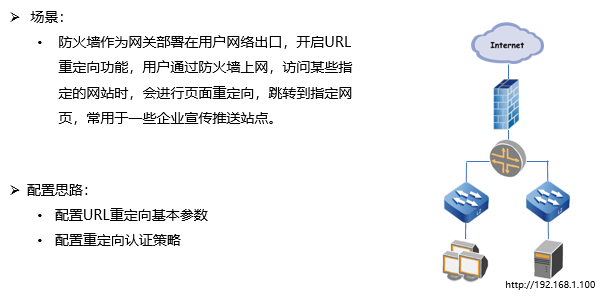 ➢ 场景：
• 防火墙作为网关部署在用户网络出口，开启URL
重定向功能，用户通过防火墙上网，访问某些指
定的网站时，会进行页面重定向，跳转到指定网
页，常用于一些企业宣传推送站点。
➢ 配置思路：
• 配置URL重定向基本参数
• 配置重定向认证策略
Internet
http://192.168.1.100